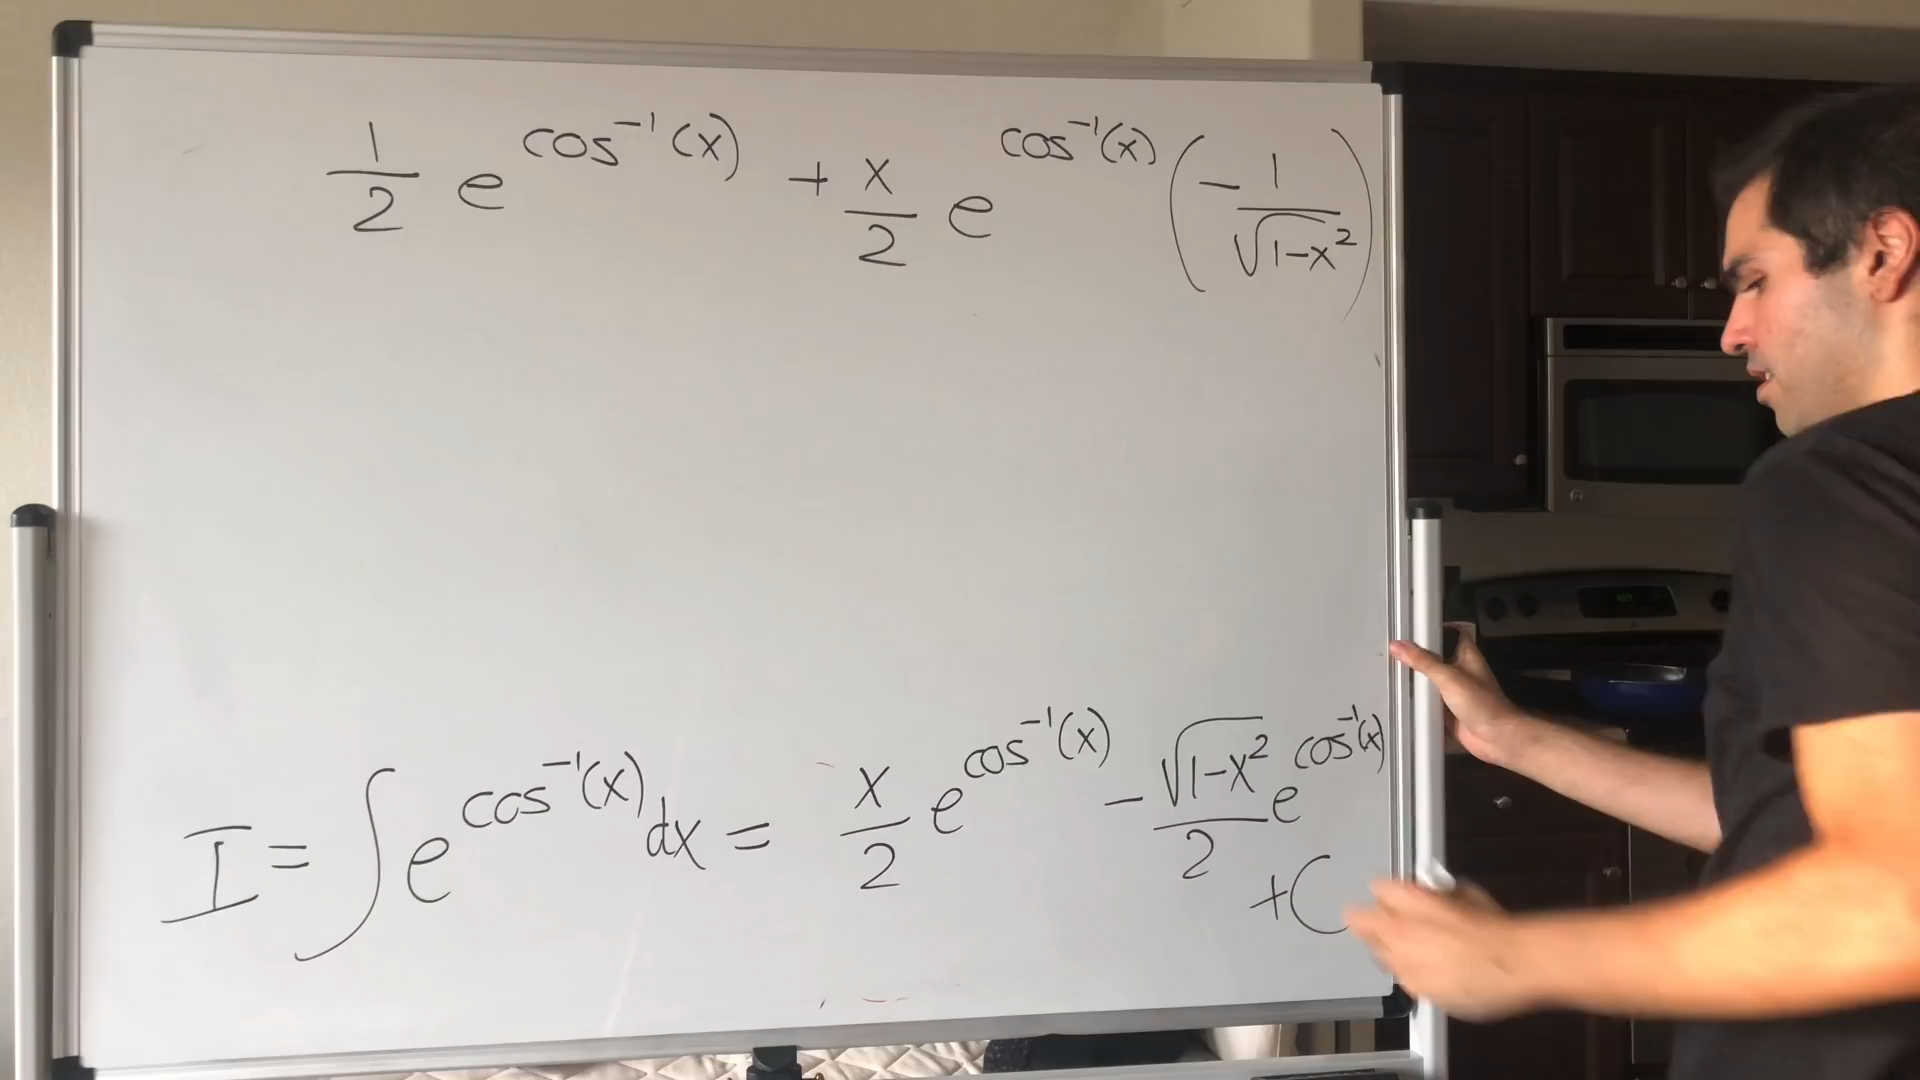 1/2 e^cos⁻¹(x) + x/2 e^cos⁻¹(x) (-1/√1-x²)
I = ∫e^cos⁻¹(x) dx = x/2 e^cos⁻¹(x) - √1-x²/2 e^cos⁻¹(x)
+C